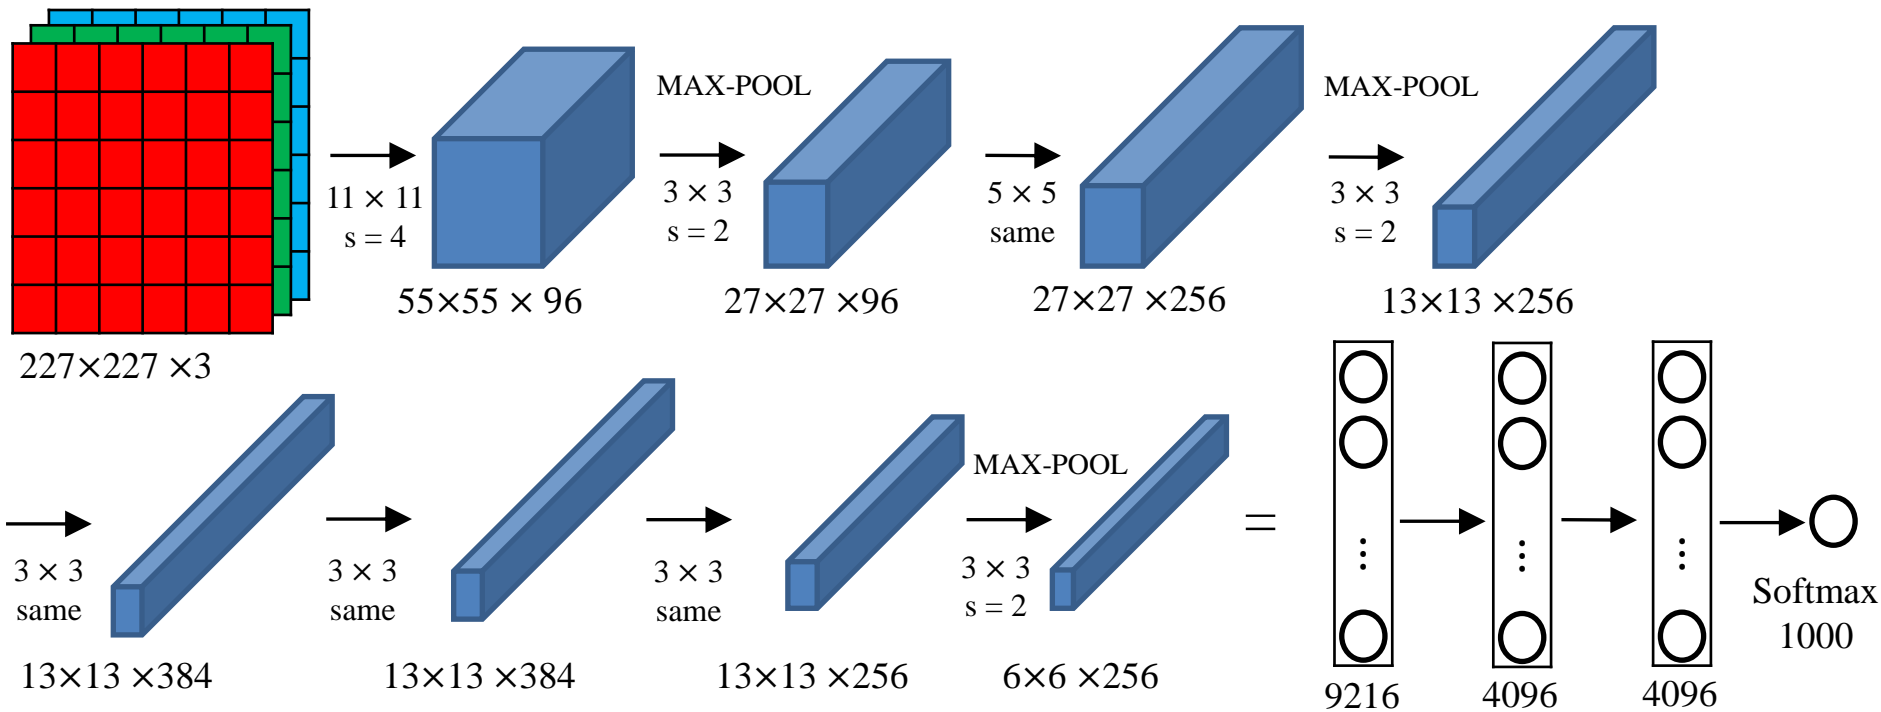 MAX-POOL
MAX-POOL
11 × 11
s = 4
3 × 3
s = 2
5 × 5
same
3 × 3
s = 2
227×227 ×3
55×55 × 96
27×27 ×96
27×27 ×256
13×13 ×256
MAX-POOL
3 × 3
same
3 × 3
same
3 × 3
same
3 × 3
s = 2
=
...
...
...
Softmax
1000
13×13 ×384
13×13 ×384
13×13 ×256
6×6 ×256
9216
4096
4096